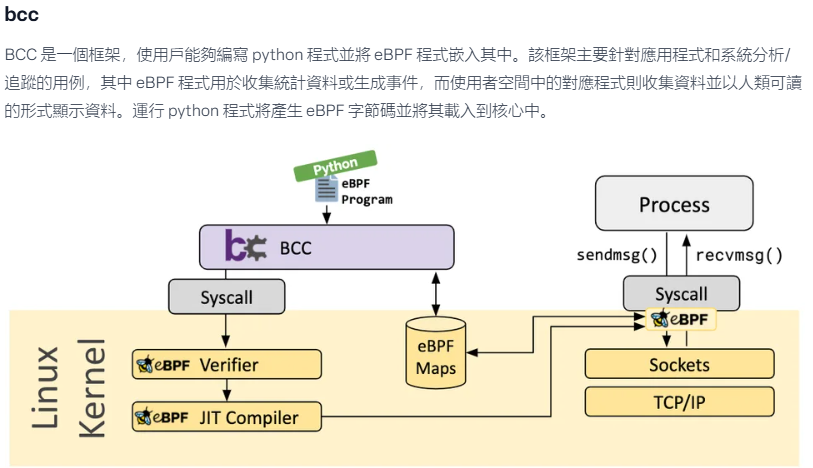 bcc
BCC 是一個框架，使用戶能夠編寫 python 程式並將 eBPF 程式嵌入其中。該框架主要針對應用程式和系統分析/
追蹤的用例，其中 eBPF 程式用於收集統計資料或生成事件，而使用者空間中的對應程式則收集資料並以人類可讀
的形式顯示資料。運行 python 程式將產生 eBPF 字節碼並將其載入到核心中。
Python
eBPF
Program
bc BCC
Syscall
Process
sendmsg()
recvmsg()
Syscall
eBPF
Linux
Kernel
eBPF Verifier
eBPF JIT Compiler
eBPF
Maps
Sockets
TCP/IP